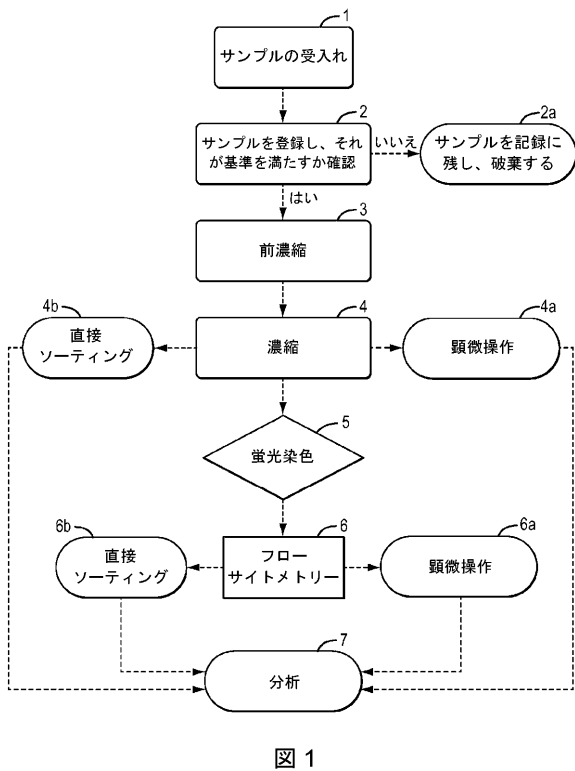 1
サンプルの受入れ
2
サンプルを登録し、それ
が基準を満たすか確認
いいえ
2a
サンプルを記録に
残し、破棄する
はい
3
前濃縮
4b
直接
ソーティング
4
濃縮
4a
顕微操作
5
蛍光染色
6b
直接
ソーティング
6
フロー
サイトメトリー
6a
顕微操作
7
分析
図1